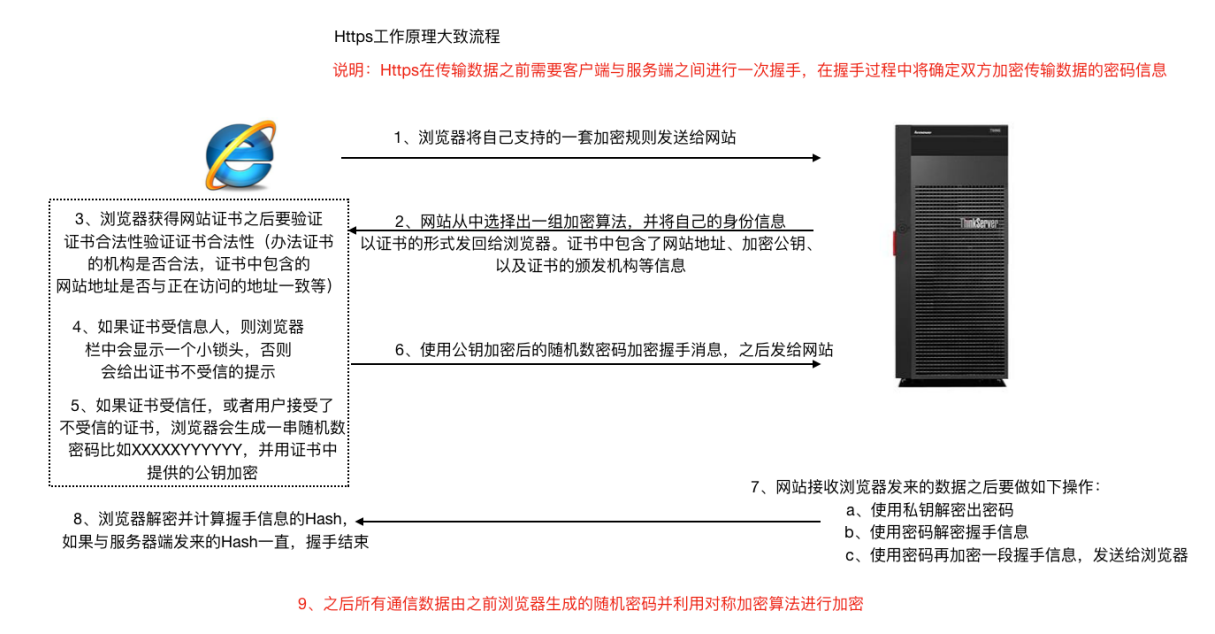 Https工作原理大致流程
说明：Https在传输数据之前需要客户端与服务端之间进行一次握手，在握手过程中将确定双方加密传输数据的密码信息
1、浏览器将自己支持的一套加密规则发送给网站
2、网站从中选择出一组加密算法，并将自己的身份信息
以证书的形式发回给浏览器。证书中包含了网站地址、加密公钥、
以及证书的颁发机构等信息
ThinkServer
3、浏览器获得网站证书之后要验证
证书合法性验证证书合法性（办法证书
的机构是否合法，证书中包含的
网站地址是否与正在访问的地址一致等）
4、如果证书受信息人，则浏览器
栏中会显示一个小锁头，否则
会给出证书不受信的提示
5、如果证书受信任，或者用户接受了
不受信的证书，浏览器会生成一串随机数
密码比如XXXXXYYYYYY，并用证书中
提供的公钥加密
6、使用公钥加密后的随机数密码加密握手消息，之后发给网站
7、网站接收浏览器发来的数据之后要做如下操作：
a、使用私钥解密出密码
b、使用密码解密握手信息
c、使用密码再加密一段握手信息，发送给浏览器
8、浏览器解密并计算握手信息的Hash，
如果与服务器端发来的Hash一直，握手结束
9、之后所有通信数据由之前浏览器生成的随机密码并利用对称加密算法进行加密